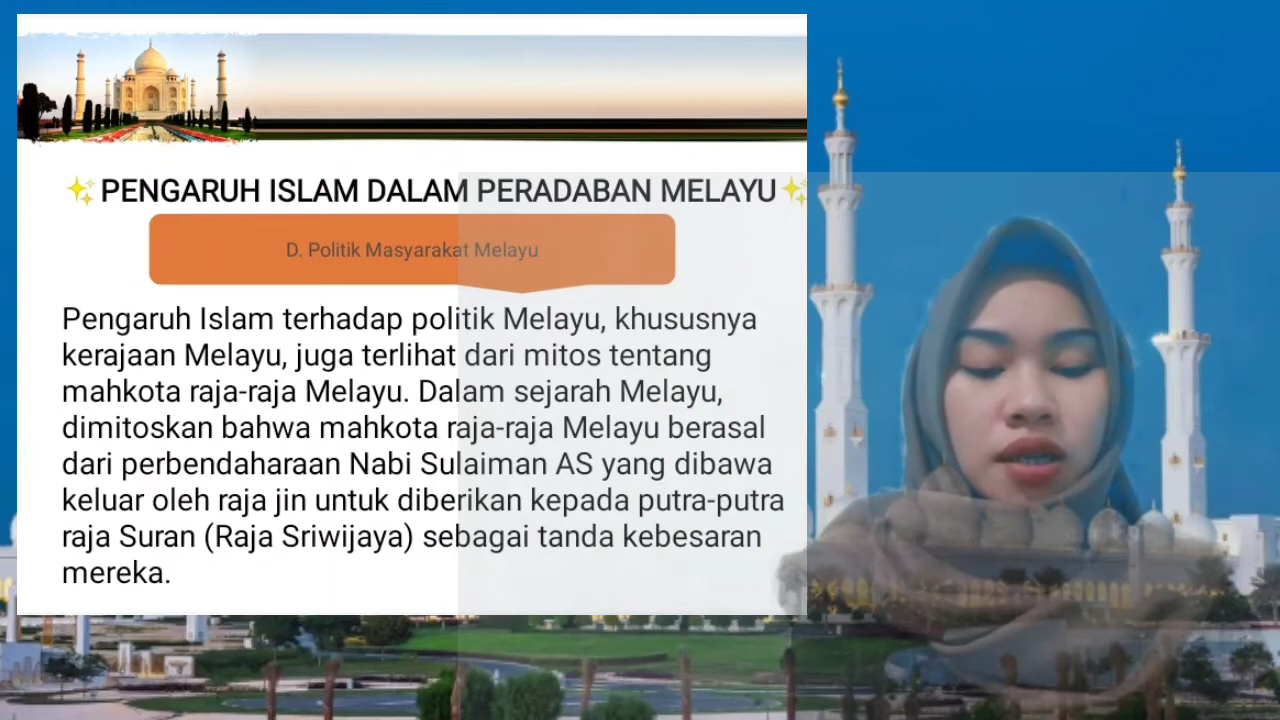 ✨PENGARUH ISLAM DALAM PERADABAN MELAYU✨
D. Politik Masyarakat Melayu
Pengaruh Islam terhadap politik Melayu, khususnya
kerajaan Melayu, juga terlihat dari mitos tentang
mahkota raja-raja Melayu. Dalam sejarah Melayu,
dimitoskan bahwa mahkota raja-raja Melayu berasal
dari perbendaharaan Nabi Sulaiman AS yang dibawa
keluar oleh raja jin untuk diberikan kepada putra-putra
raja Suran (Raja Sriwijaya) sebagai tanda kebesaran
mereka.